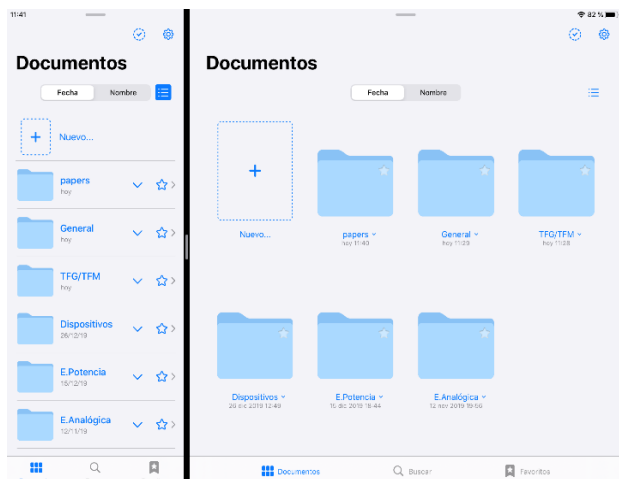 11:41
Documentos
Fecha Nombre
Nuevo...
papers
hoy
General
hoy
TFG/TFM
hoy
Dispositivos
26/12/19
E.Potencia
15/12/19
E.Analógica
12/11/19
82 %
Documentos
Fecha Nombre
Nuevo...
papers
hoy 11:40
General
hoy 11:29
TFG/TFM
hoy 11:28
Dispositivos
26 dic 2019 12:49
E.Potencia
15 dic 2019 18:44
E.Analógica
12 nov 2019 19:56
Documentos
Buscar
Favoritos